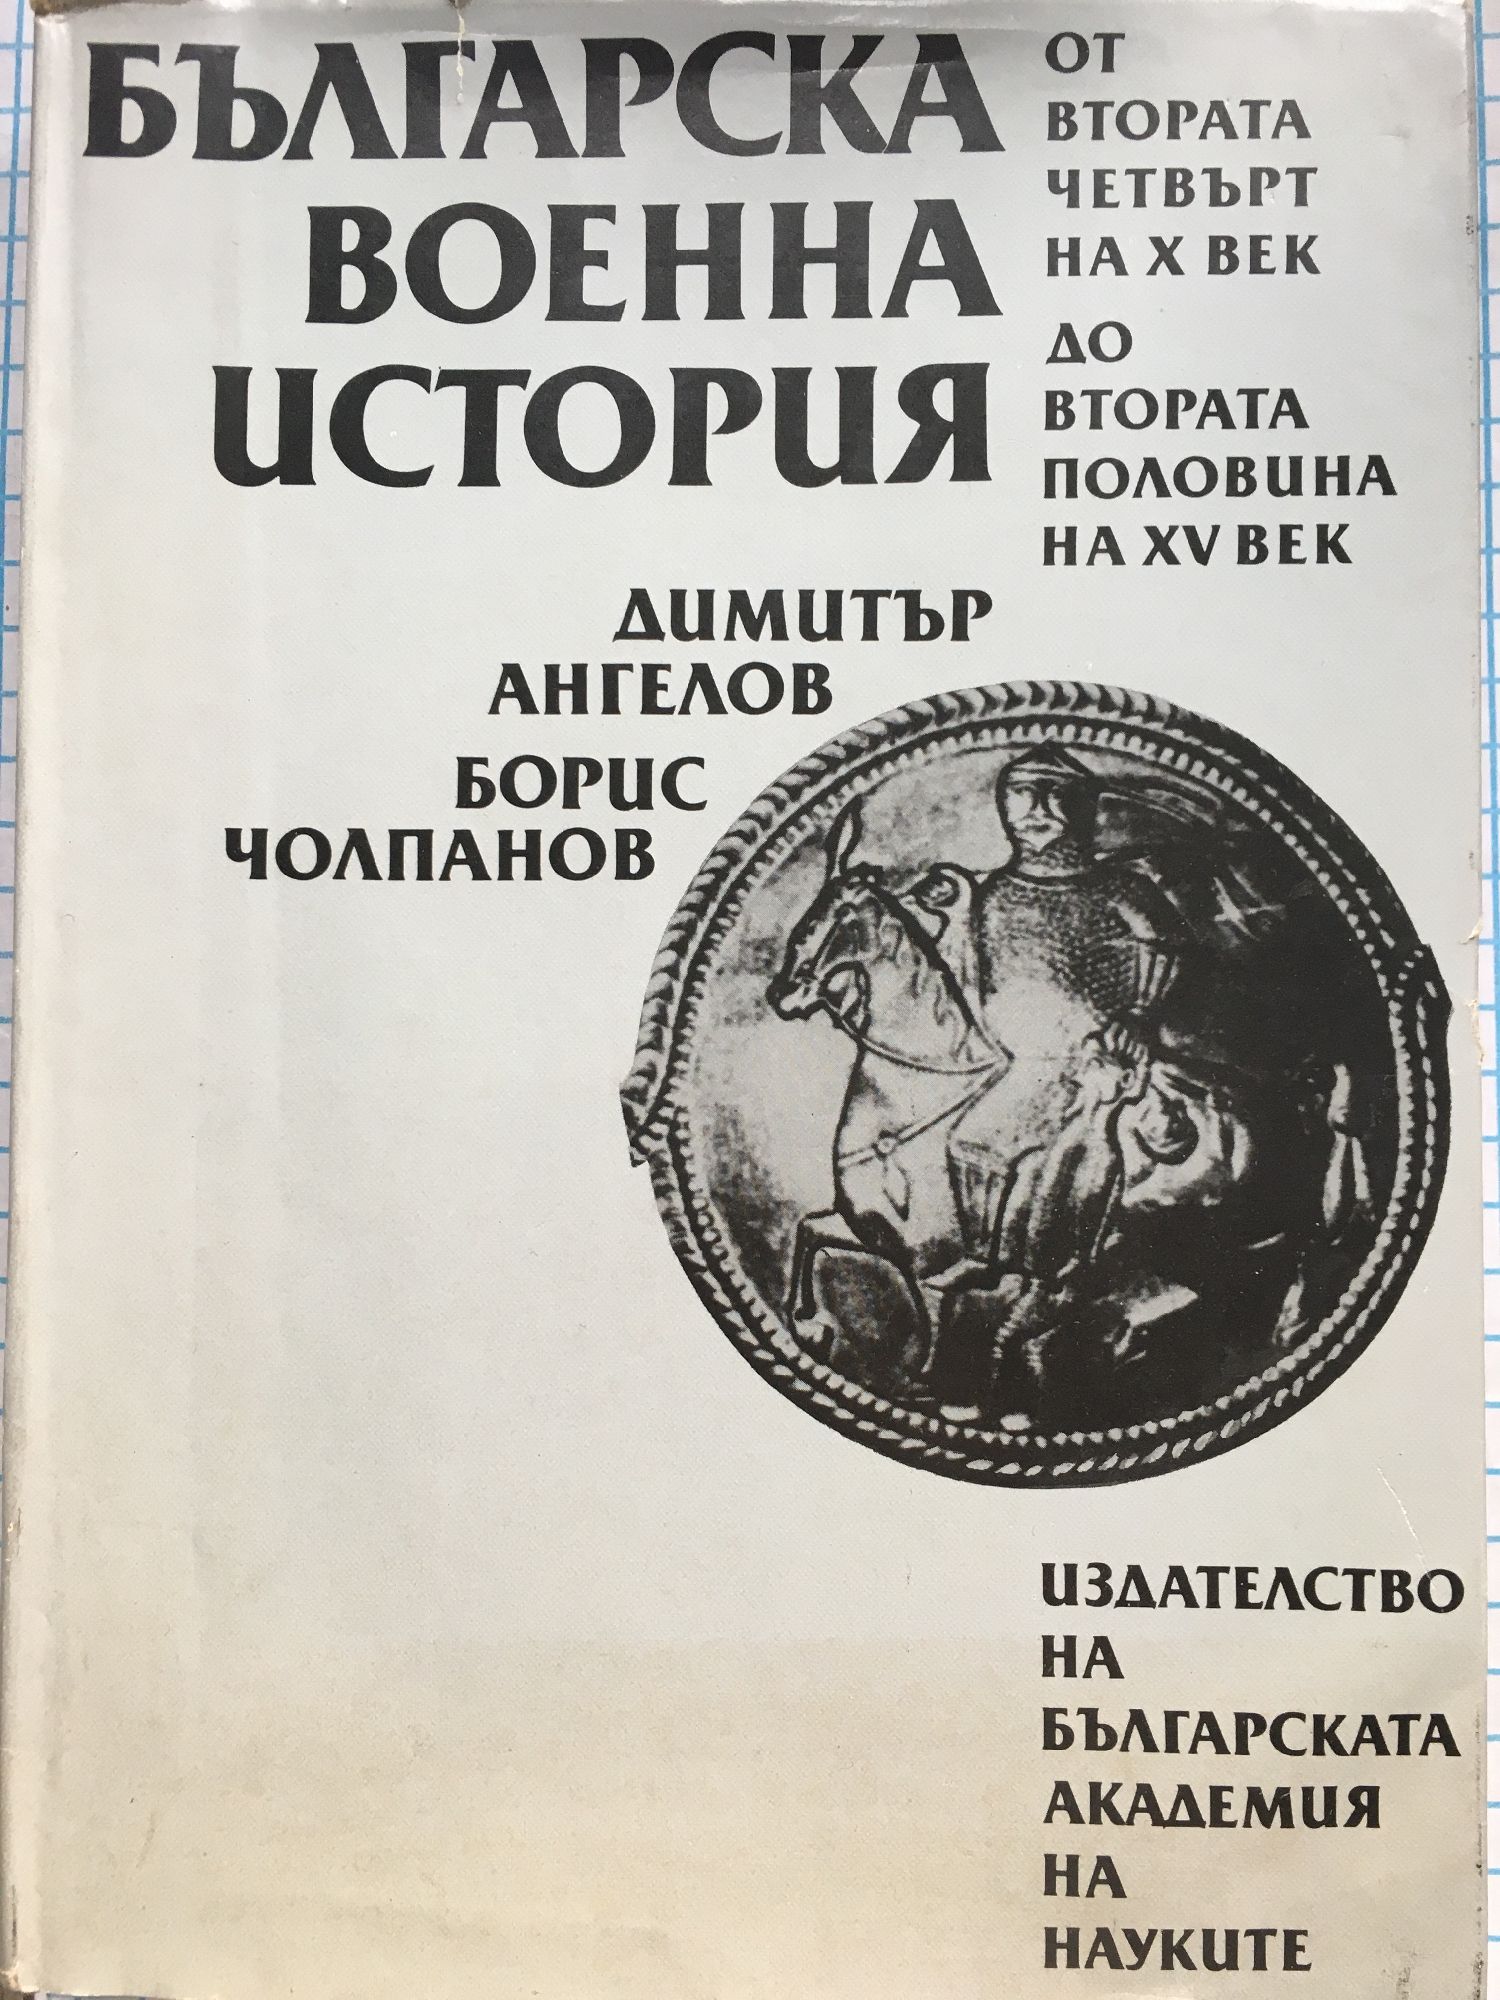 БЪЛГАРСКА
ВОЕННА
ИСТОРИЯ
ОТ
ВТОРАТА
ЧЕТВЪРТ
НА X ВЕК
ДО
ВТОРАТА
ПОЛОВИНА
НА XV ВЕК
ДИМИТЪР
АНГЕЛОВ
БОРИС
ЧОЛПАНОВ
ИЗДАТЕЛСТВО
НА
БЪЛГАРСКАТА
АКАДЕМИЯ
НА
НАУКИТЕ